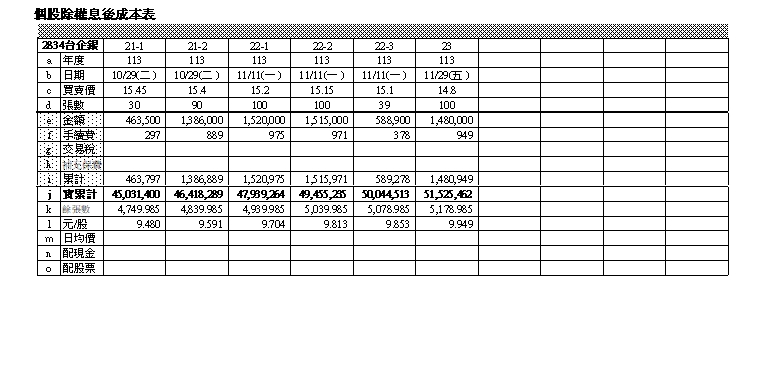 個股除權息後成本表
2834台企銀 21-1 21-2 22-1 22-2 22-3 23
a 年度 113 113 113 113 113 113
b 日期 10/29(二) 10/29(二) 11/11(一) 11/11(一) 11/11(一) 11/29(五)
c 買賣價 15.45 15.4 15.2 15.15 15.1 14.8
d 張數 30 90 100 100 39 100
e 金額 463,500 1,386,000 1,520,000 1,515,000 588,900 1,480,000
f 手續費 297 889 975 971 378 949
g 交易稅
h
i 累計 463,797 1,386,889 1,520,975 1,515,971 589,278 1,480,949
j 實累計 45,031,400 46,418,289 47,939,264 49,455,235 50,044,513 51,525,462
k 餘張數 4,749.985 4,839.985 4,939.985 5,039.985 5,078.985 5,178.985
l 元/股 9.480 9.591 9.704 9.813 9.853 9.949
m 日均價
n 配現金
o 配股票